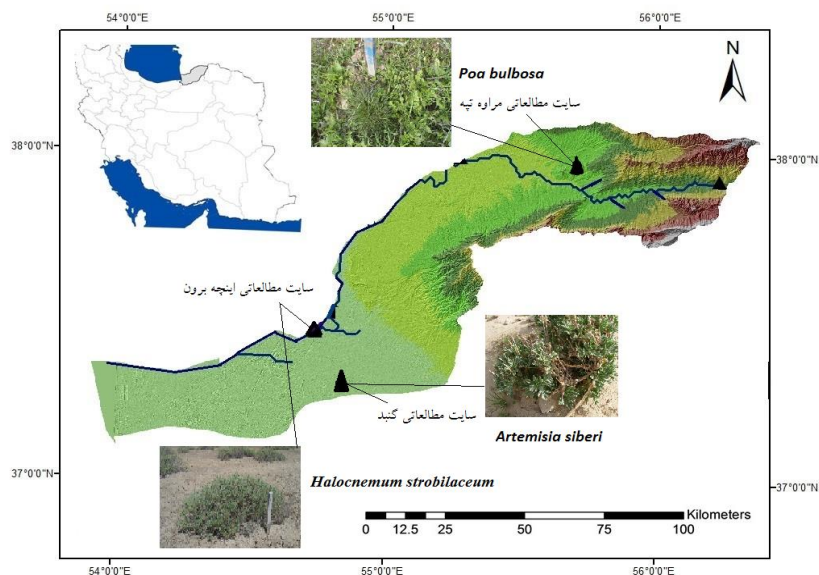 54°0'0"E
55°0'0"E
56°0'0"E
N
Poa bulbosa
سایت مطالعاتی مراوه تپه
38°0'0"N
38°0'0"N
سایت مطالعاتی اینچه برون
سایت مطالعاتی گنبد
Artemisia siberi
Halocnemum strobilaceum
37°0'0"N
37°0'0"N
Kilometers
0 12.5 25 50 75 100
54°0'0"E
55°0'0"E
56°0'0"E